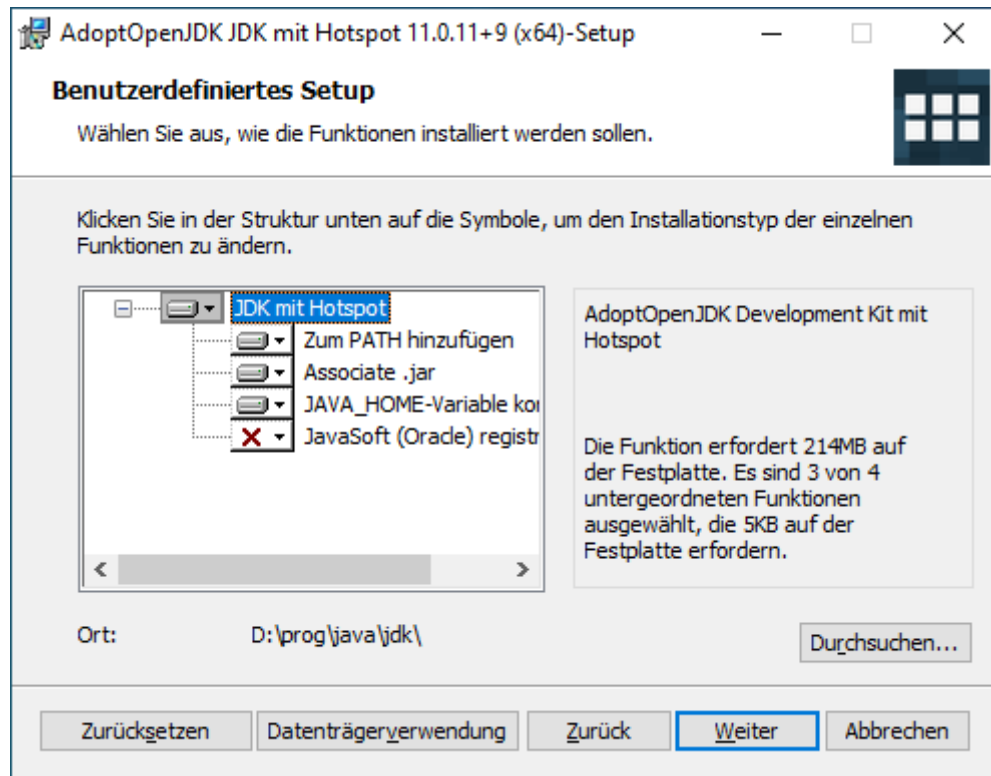 AdoptOpenJDK JDK mit Hotspot 11.0.11+9 (x64)-Setup
Benutzerdefiniertes Setup
Wählen Sie aus, wie die Funktionen installiert werden sollen.
Klicken Sie in der Struktur unten auf die Symbole, um den Installationstyp der einzelnen
Funktionen zu ändern.
JDK mit Hotspot
Zum PATH hinzufügen
Associate .jar
JAVA_HOME-Variable kon
JavaSoft (Oracle) registr
AdoptOpenJDK Development Kit mit
Hotspot
Die Funktion erfordert 214MB auf
der Festplatte. Es sind 3 von 4
untergeordneten Funktionen
ausgewählt, die 5KB auf der
Festplatte erfordern.
Ort: D:\prog\java\jdk\
Durchsuchen...
Zurücksetzen Datenträgerverwendung Zurück Weiter Abbrechen